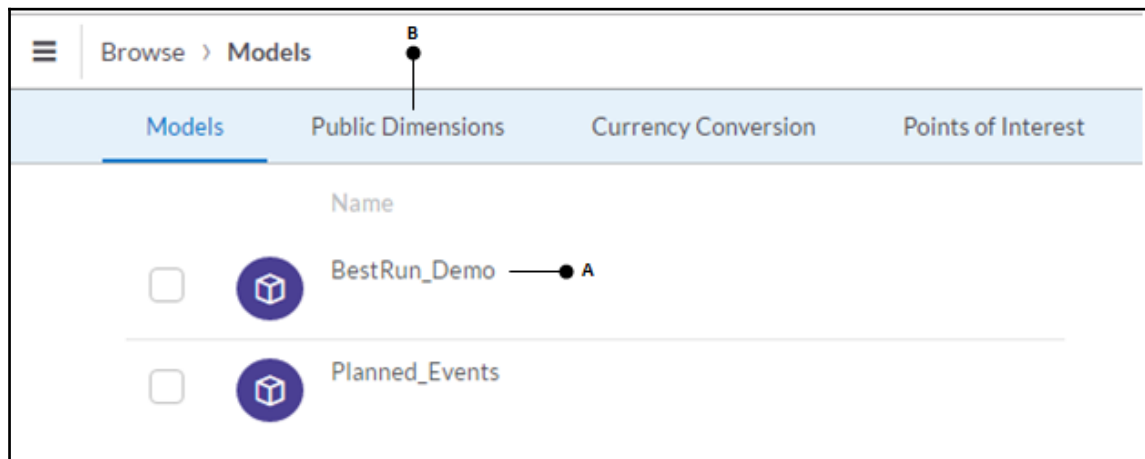 B
Browse > Models
Models Public Dimensions Currency Conversion Points of Interest
Name
BestRun_Demo A
Planned_Events